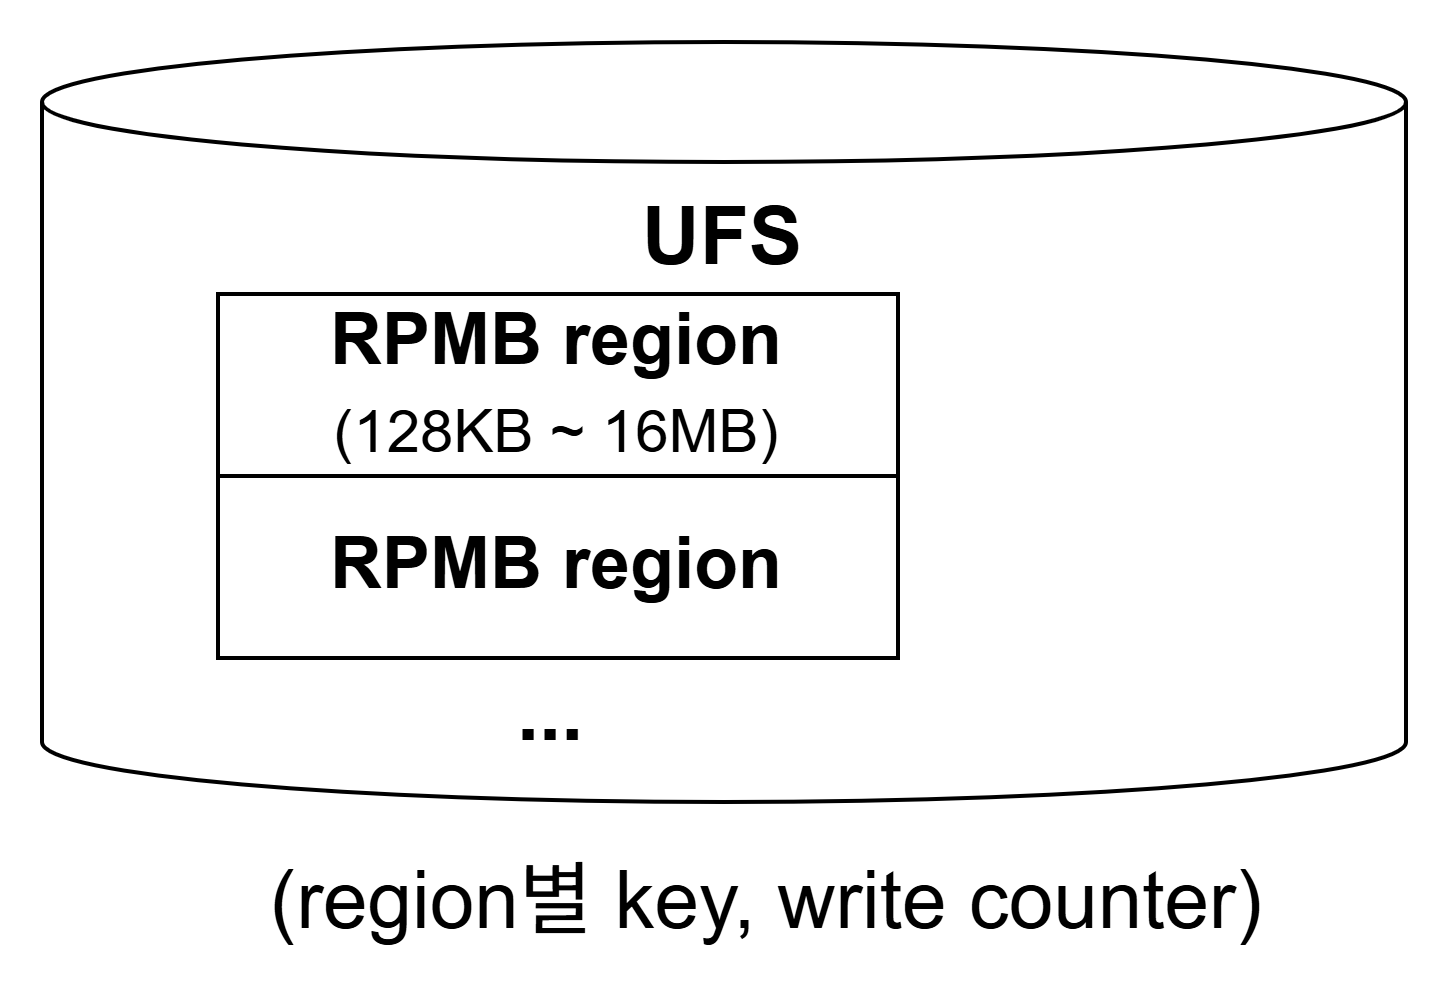 UFS
RPMB region
(128KB ~ 16MB)
RPMB region
...
(region별 key, write counter)